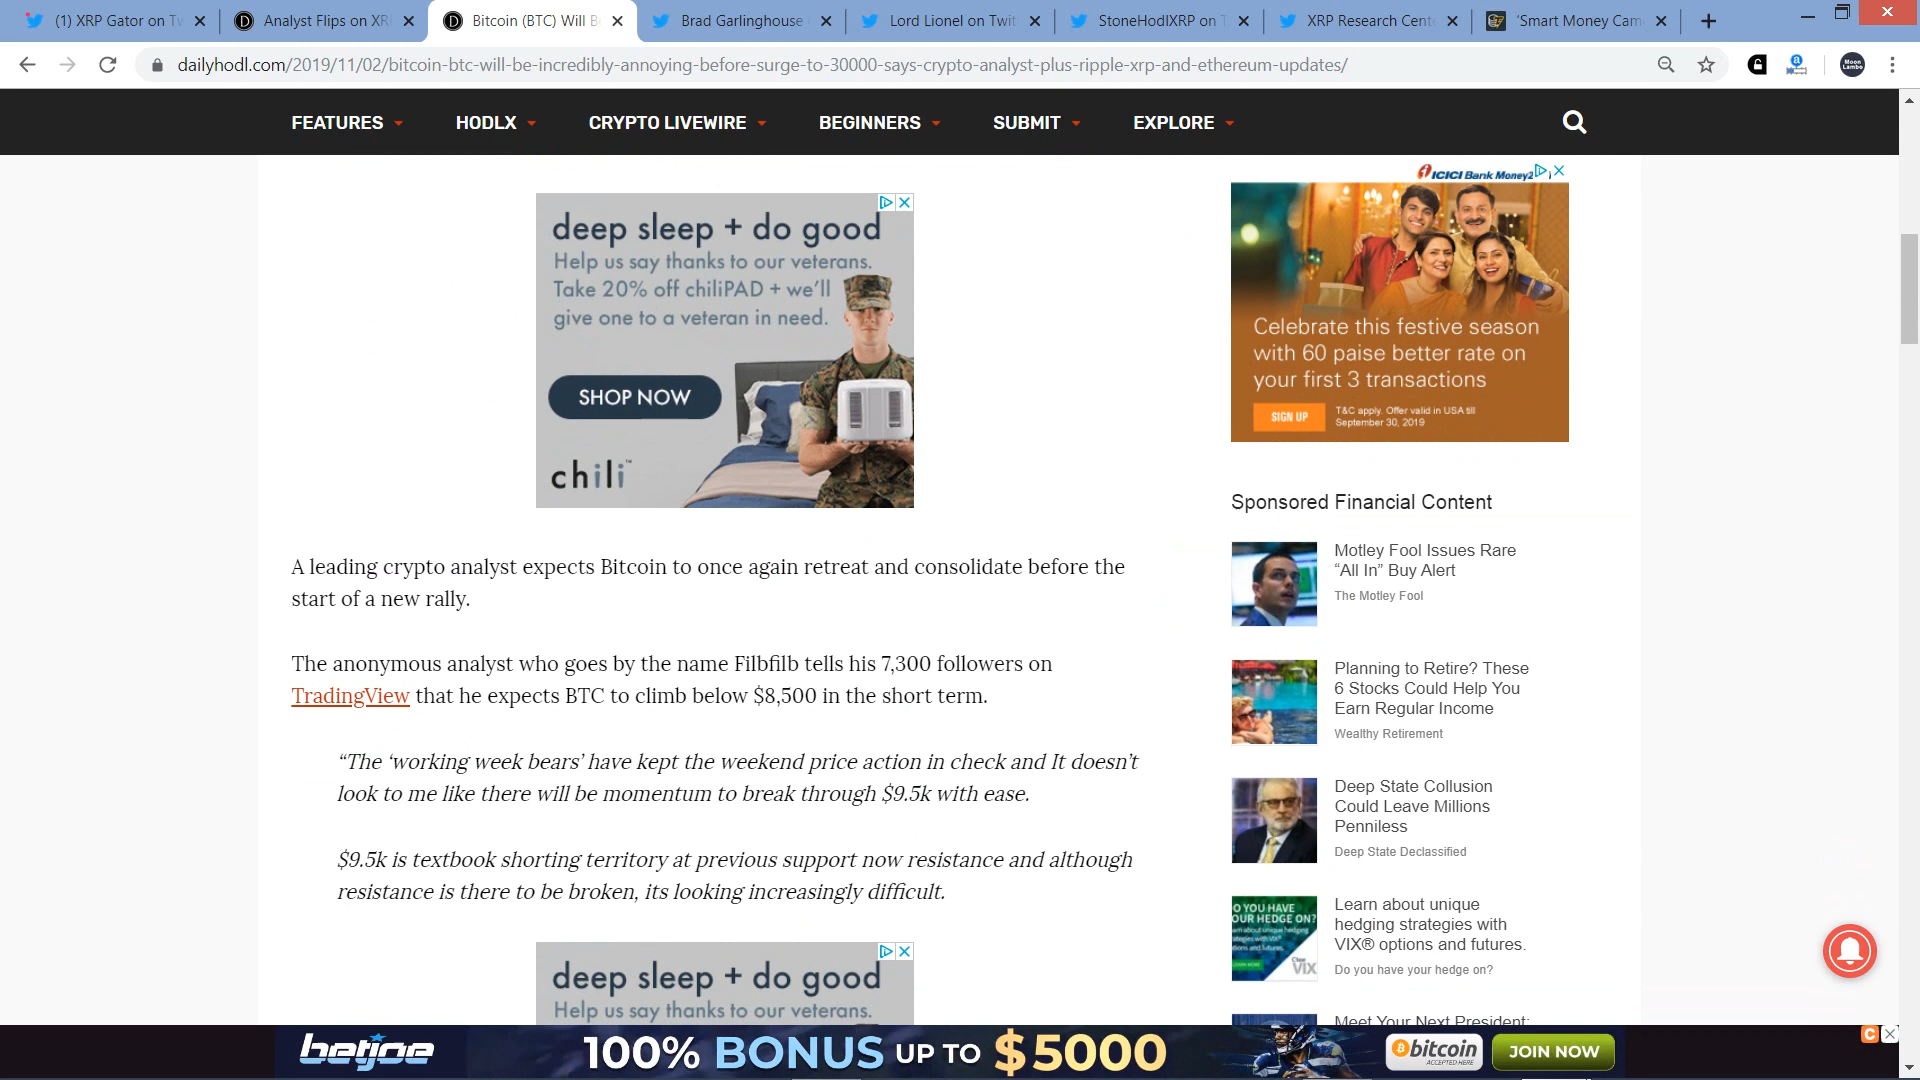 (1) XRP Gator on Tw
Analyst Flips on XR
Bitcoin (BTC) Will B
Brad Garlinghouse
Lord Lionel on Twit
StoneHodlXRP on T
XRP Research Cent
'Smart Money Cam
dailyhodl.com/2019/11/02/bitcoin-btc-will-be-incredibly-annoying-before-surge-to-30000-says-crypto-analyst-plus-ripple-xrp-and-ethereum-updates/
FEATURES HODLX CRYPTO LIVEWIRE BEGINNERS SUBMIT EXPLORE
deep sleep + do good
Help us say thanks to our veterans.
Take 20% off chiliPAD + we'll
give one to a veteran in need.
SHOP NOW
chili™
A leading crypto analyst expects Bitcoin to once again retreat and consolidate before the
start of a new rally.
The anonymous analyst who goes by the name Filbfilb tells his 7,300 followers on
TradingView that he expects BTC to climb below $8,500 in the short term.
“The ‘working week bears’ have kept the weekend price action in check and It doesn’t
look to me like there will be momentum to break through $9.5k with ease.
$9.5k is textbook shorting territory at previous support now resistance and although
resistance is there to be broken, its looking increasingly difficult.
deep sleep + do good
Help us say thanks to our veterans.
ICICI Bank Money2
Celebrate this festive season
with 60 paise better rate on
your first 3 transactions
SIGN UP
T&C apply. Offer valid in USA till
September 30, 2019
Sponsored Financial Content
Motley Fool Issues Rare
“All In” Buy Alert
The Motley Fool
Planning to Retire? These
6 Stocks Could Help You
Earn Regular Income
Wealthy Retirement
Deep State Collusion
Could Leave Millions
Penniless
Deep State Declassified
O YOU HAVE
OUR HEDGE ON?
VIX
Learn about unique
hedging strategies with
VIX® options and futures.
Do you have your hedge on?
Meet Your Next President:
betjoe
100% BONUS UP TO $5000
bitcoin
ACCEPTED HERE
JOIN NOW